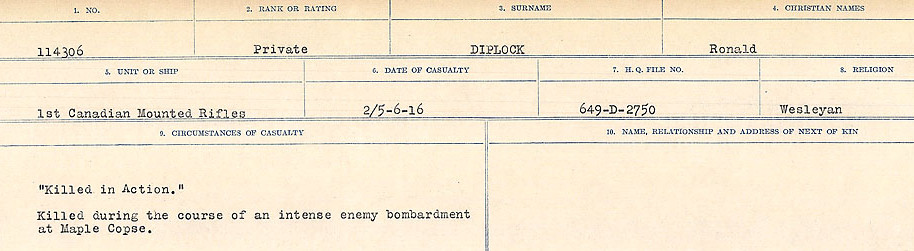 1. NO. 2. RANK OR RATING 3. SURNAME 4. CHRISTIAN NAMES
114306 Private DIPLOCK Ronald
5. UNIT OR SHIP 6. DATE OF CASUALTY 7. H.Q. FILE NO. 8. RELIGION
1st Canadian Mounted Rifles 2/5-6-16 649-D-2750 Wesleyan
9. CIRCUMSTANCES OF CASUALTY 10. NAME, RELATIONSHIP AND ADDRESS OF NEXT OF KIN
"Killed in Action."
Killed during the course of an intense enemy bombardment
at Maple Copse.